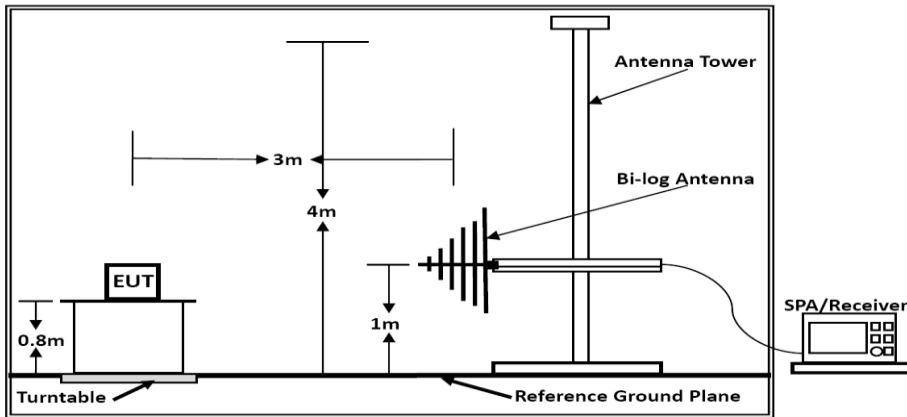 Antenna Tower
3m
Bi-log Antenna
4m
EUT
SPA/Receiver
0.8m
1m
Turntable
Reference Ground Plane